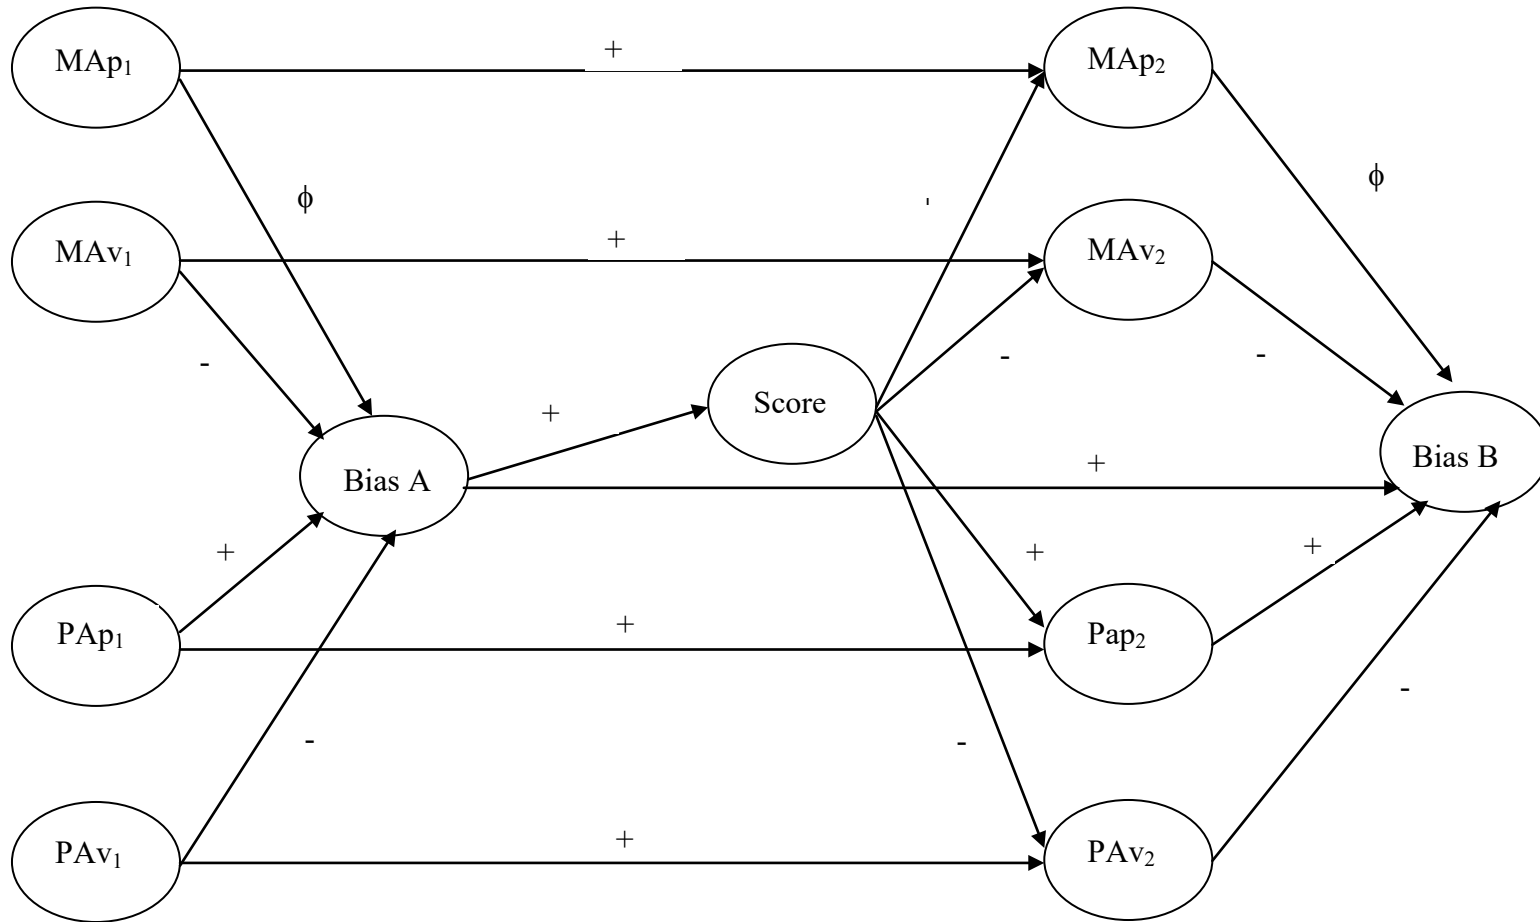 MAp₁
+
MAp₂
ϕ
ϕ
'
MAv₁
+
MAv₂
-
-
-
+
Score
Bias A
+
Bias B
+
+
+
PAp₁
+
Pap₂
-
-
-
PAv₁
+
PAv₂